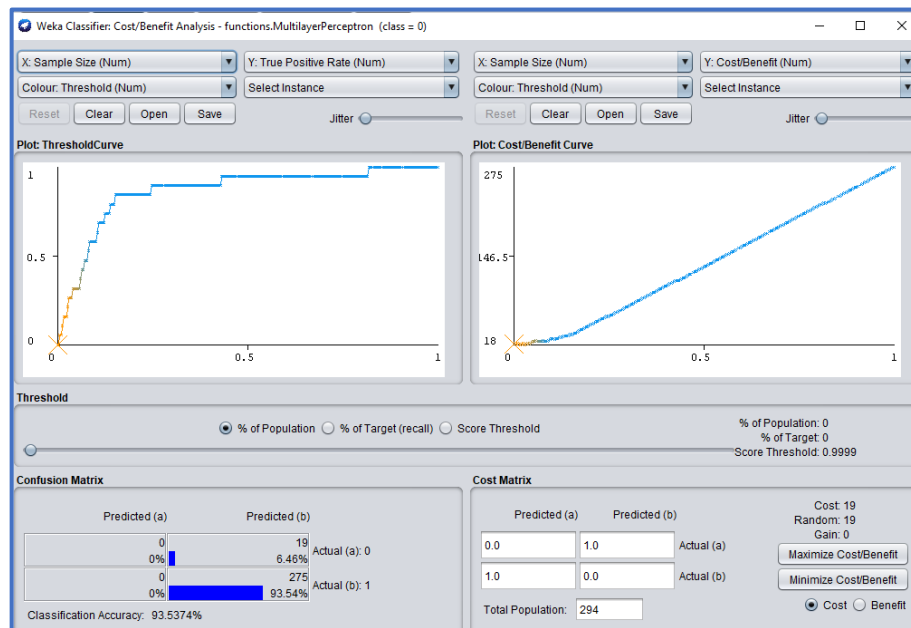 Weka Classifier: Cost/Benefit Analysis - functions.MultilayerPerceptron (class = 0)
X: Sample Size (Num)
Y: True Positive Rate (Num)
X: Sample Size (Num)
Y: Cost/Benefit (Num)
Colour: Threshold (Num)
Select Instance
Colour: Threshold (Num)
Select Instance
Reset
Clear
Open
Save
Jitter
Reset
Clear
Open
Save
Jitter
Plot: ThresholdCurve
1
0.5
0
0
0.5
1
Plot: Cost/Benefit Curve
275
146.5
18
0
0.5
1
Threshold
% of Population
% of Target (recall)
Score Threshold
% of Population: 0
% of Target: 0
Score Threshold: 0.9999
Confusion Matrix
Predicted (a)
Predicted (b)
0
19
0%
6.46%
Actual (a): 0
0
275
0%
93.54%
Actual (b): 1
Classification Accuracy: 93.5374%
Cost Matrix
Predicted (a)
Predicted (b)
0.0
1.0
Actual (a)
1.0
0.0
Actual (b)
Total Population:
294
Cost: 19
Random: 19
Gain: 0
Maximize Cost/Benefit
Minimize Cost/Benefit
Cost
Benefit